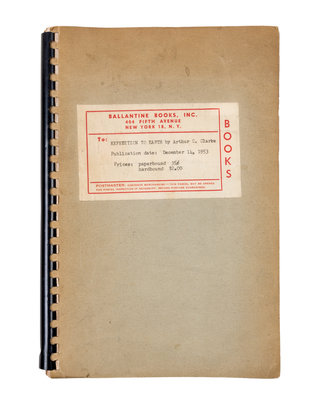 BALLANTINE BOOKS, INC.
404 FIFTH AVENUE
NEW YORK 18, N. Y.
To: EXPEDITION TO EARTH by Arthur C. Clarke
Publication date: December 14, 1953
Prices: paperbound 35¢
hardbound $2.00
BOOKS
POSTMASTER: